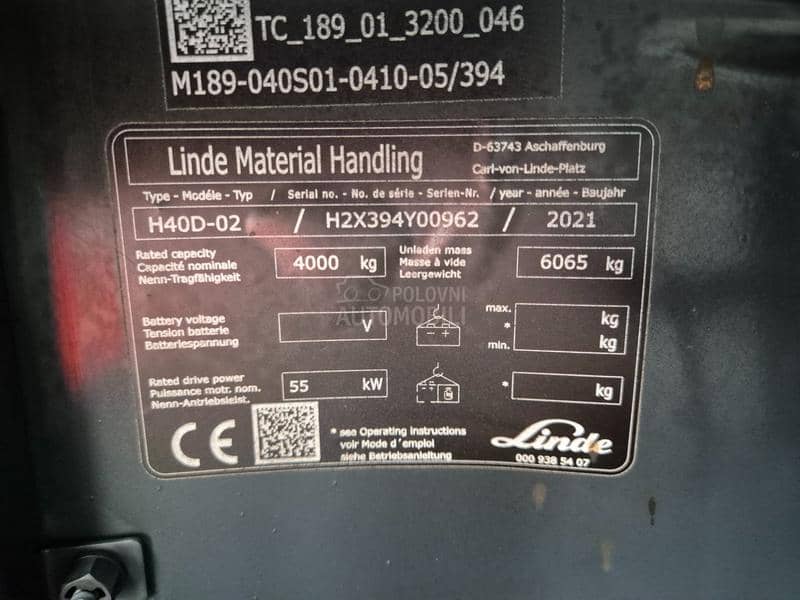 TC_189_01_3200_046
M189-040S01-0410-05/394
Linde Material Handling
D-63743 Aschaffenburg
Carl-von-Linde-Platz
Type - Modéle - Typ / Serial no. - No. de série - Serien-Nr. / year - année - Baujahr
H40D-02 / H2X394Y00962 / 2021
Rated capacity
Capacité nominale
Nenn-Tragfähigkeit
4000 kg
Unladen mass
Masse à vide
Leergewicht
6065 kg
POLOVNI
AUTOMOBILI
Battery voltage
Tension batterie
Batteriespannung
V
max.
*
min.
kg
kg
Rated drive power
Puissance motr. nom.
Nenn-Antriebsleist.
55 kW
* kg
CE
* see Operating instructions
voir Mode d'emploi
siehe Betriebsanleitung
Linde
000 938 54 07